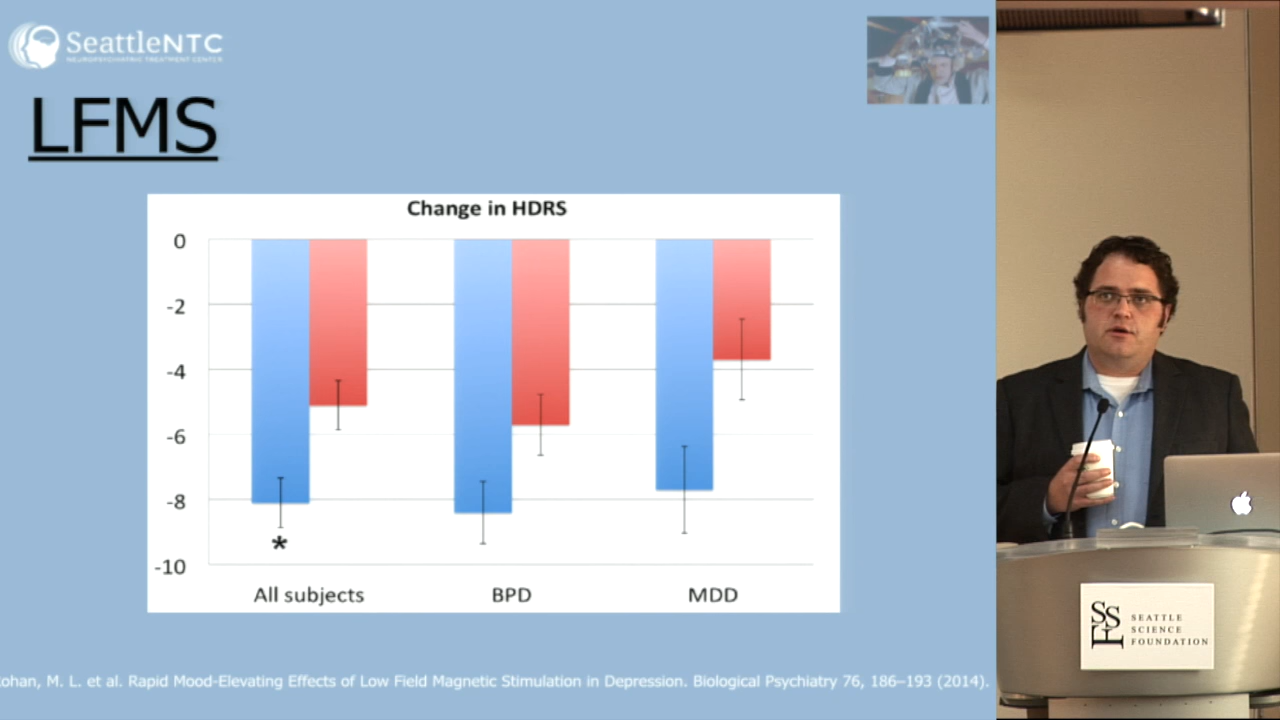 SeattleNTC
NEUROPSYCHIATRIC TREATMENT CENTER
LFMS
Change in HDRS
0
-2
-4
-6
-8
*
-10
All subjects BPD MDD
ohan, M. L. et al. Rapid Mood-Elevating Effects of Low Field Magnetic Stimulation in Depression. Biological Psychiatry 76, 186–193 (2014).
SSF
SEATTLE
SCIENCE
FOUNDATION